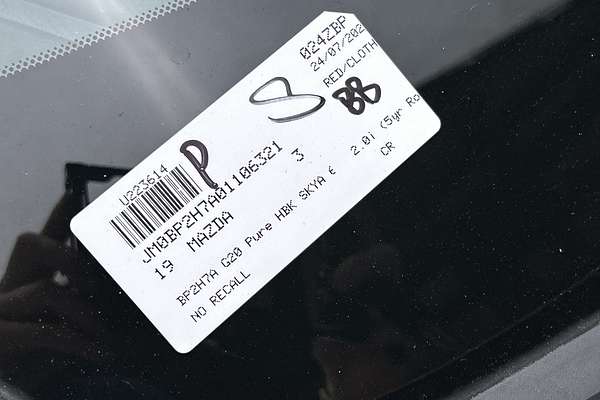 024ZBP
24/07/202
RED/CLOTH
U223614
P
S
BB
JM0BP2H7A01106321
19 MAZDA 3
BP2H7A G20 Pure HBK SKYA 6 2.0i (5yr Ro
NO RECALL CR